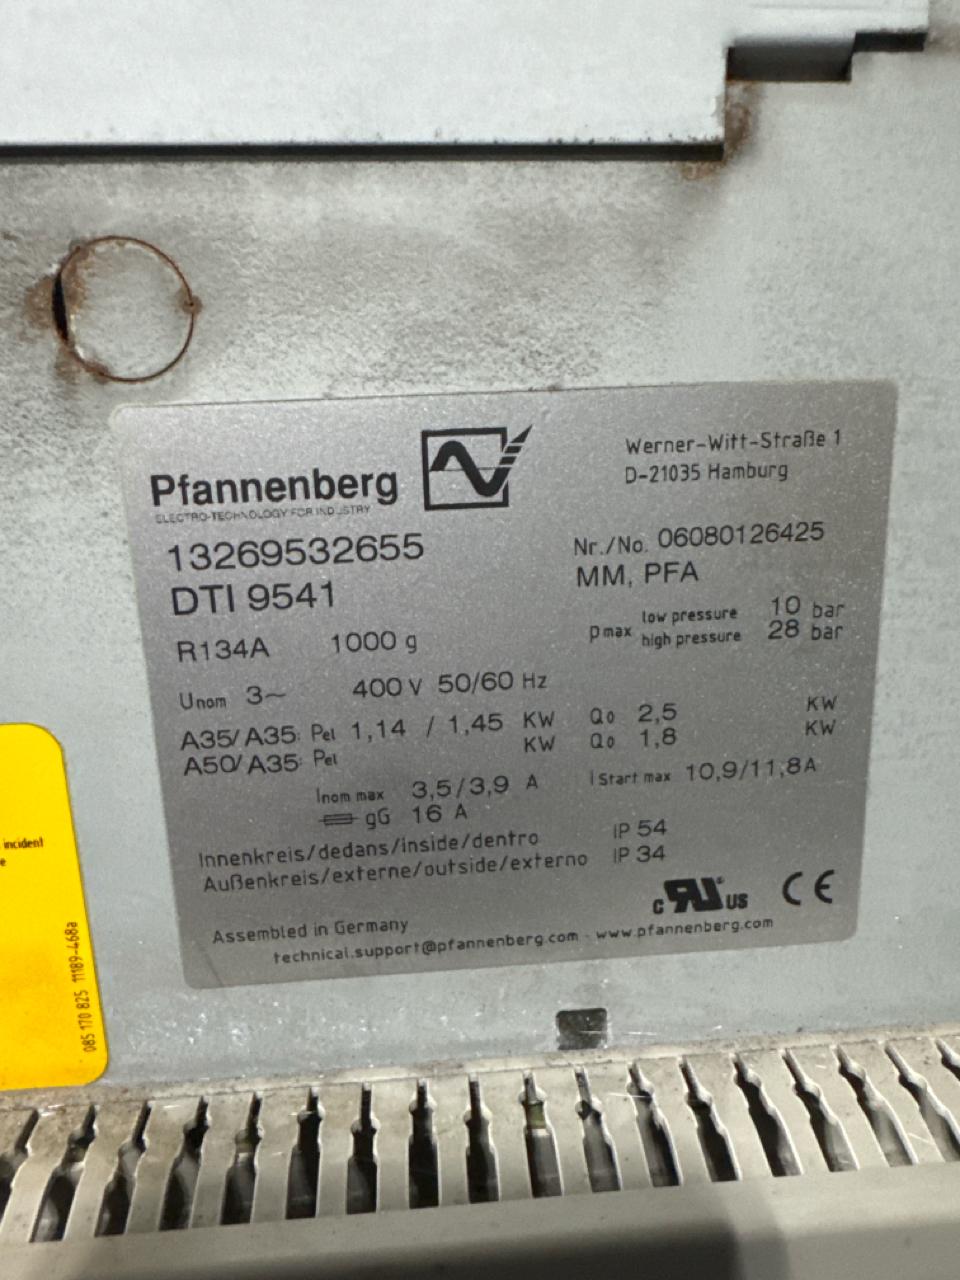 Pfannenberg
ELECTRO-TECHNOLOGY FOR INDUSTRY
Werner-Witt-Straße 1
D-21035 Hamburg
13269532655
DTI 9541
Nr./No. 06080126425
MM, PFA
R134A 1000 g
pmax low pressure 10 bar
high pressure 28 bar
Unom 3~ 400 V 50/60 Hz
A35/A35: Pel 1,14 / 1,45 KW Qo 2,5 KW
A50/A35: Pel KW Qo 1,8 KW
Inom max 3,5/3,9 A IStart max 10,9/11,8A
gG 16 A
Innenkreis/dedans/inside/dentro IP 54
Außenkreis/externe/outside/externo IP 34
c RU US CE
Assembled in Germany
technical.support@pfannenberg.com - www.pfannenberg.com
incident
e
085 170 825 11189-468a